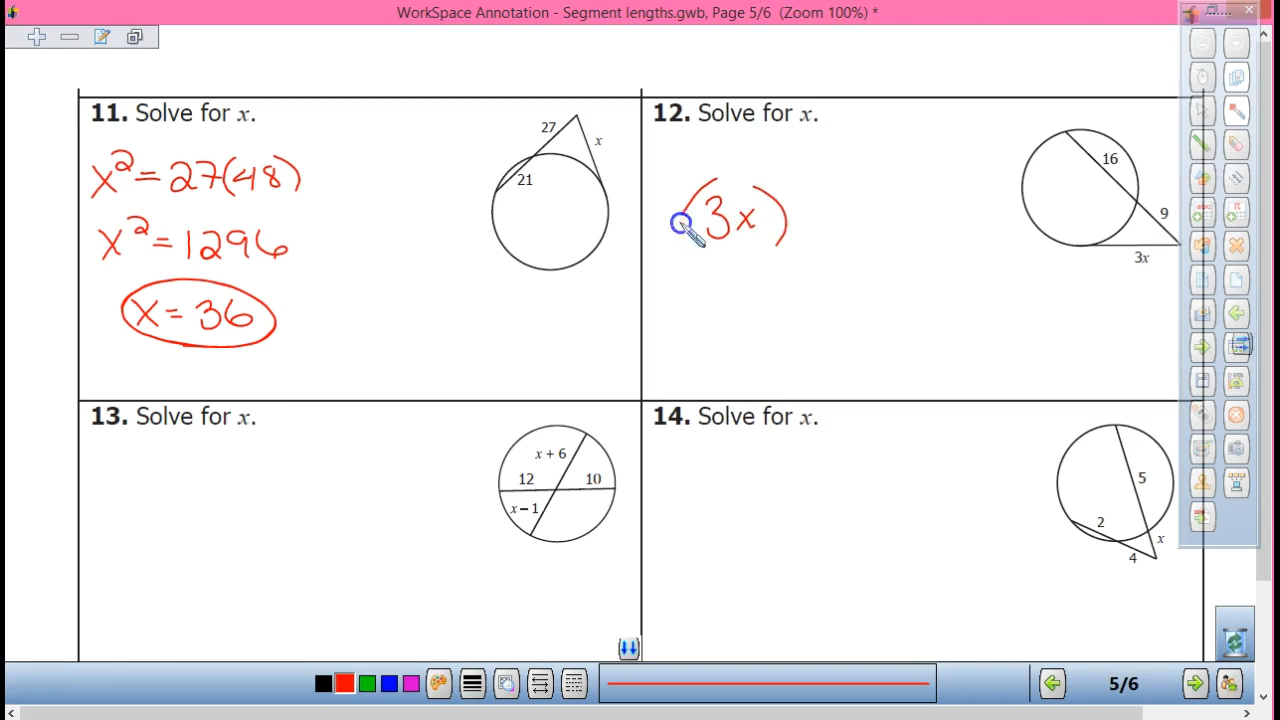 WorkSpace Annotation - Segment lengths.gwb, Page 5/6 (Zoom 100%) *
11. Solve for x.
27
x
21
x² = 27(48)
x² = 1296
x = 36
12. Solve for x.
16
9
3x
(3x)
13. Solve for x.
x + 6
12
10
x – 1
14. Solve for x.
5
2
x
4
abc
π
5/6